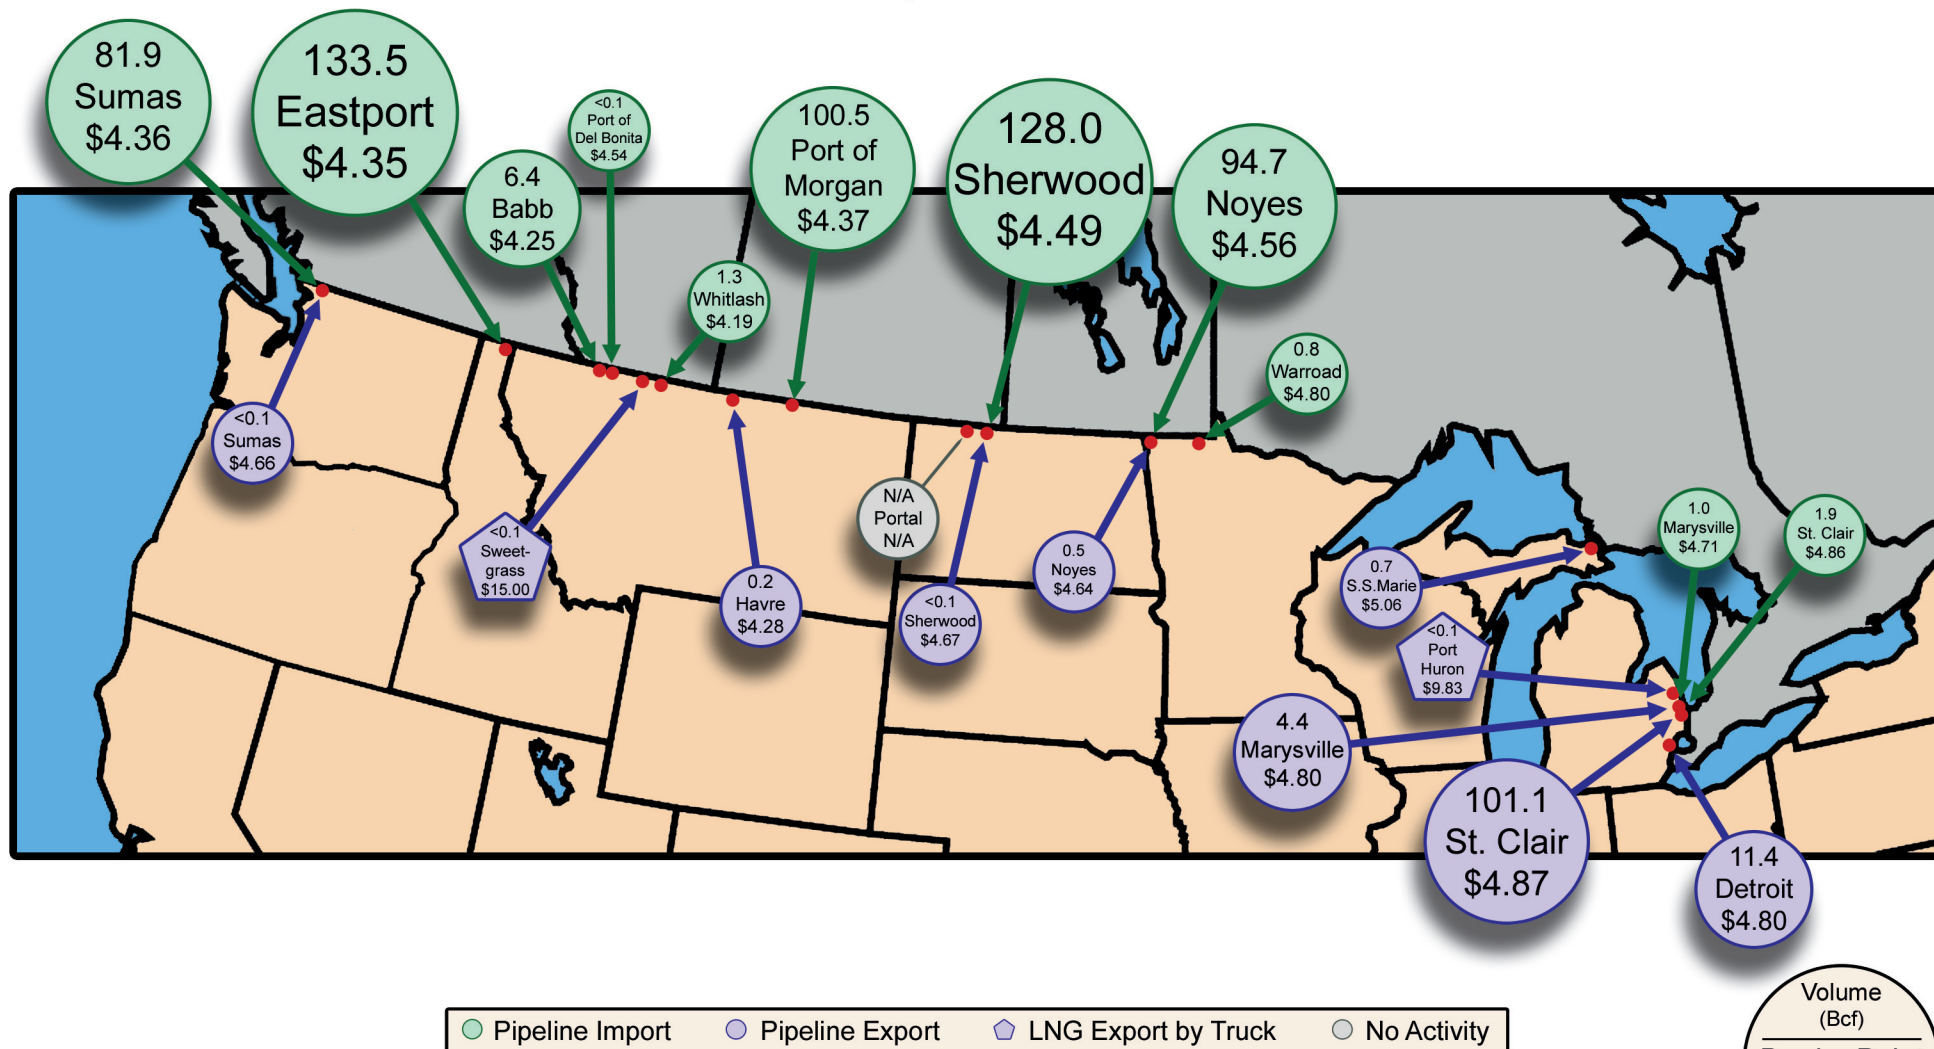 81.9
Sumas
$4.36
133.5
Eastport
$4.35
6.4
Babb
$4.25
<0.1
Port of
Del Bonita
$4.54
1.3
Whitlash
$4.19
100.5
Port of
Morgan
$4.37
128.0
Sherwood
$4.49
94.7
Noyes
$4.56
0.8
Warroad
$4.80
<0.1
Sumas
$4.66
<0.1
Sweet-
grass
$15.00
0.2
Havre
$4.28
N/A
Portal
N/A
<0.1
Sherwood
$4.67
0.5
Noyes
$4.64
0.7
S.S.Marie
$5.06
<0.1
Port
Huron
$9.83
1.0
Marysville
$4.71
1.9
St. Clair
$4.86
4.4
Marysville
$4.80
101.1
St. Clair
$4.87
11.4
Detroit
$4.80
Pipeline Import
Pipeline Export
LNG Export by Truck
No Activity
Volume
(Bcf)